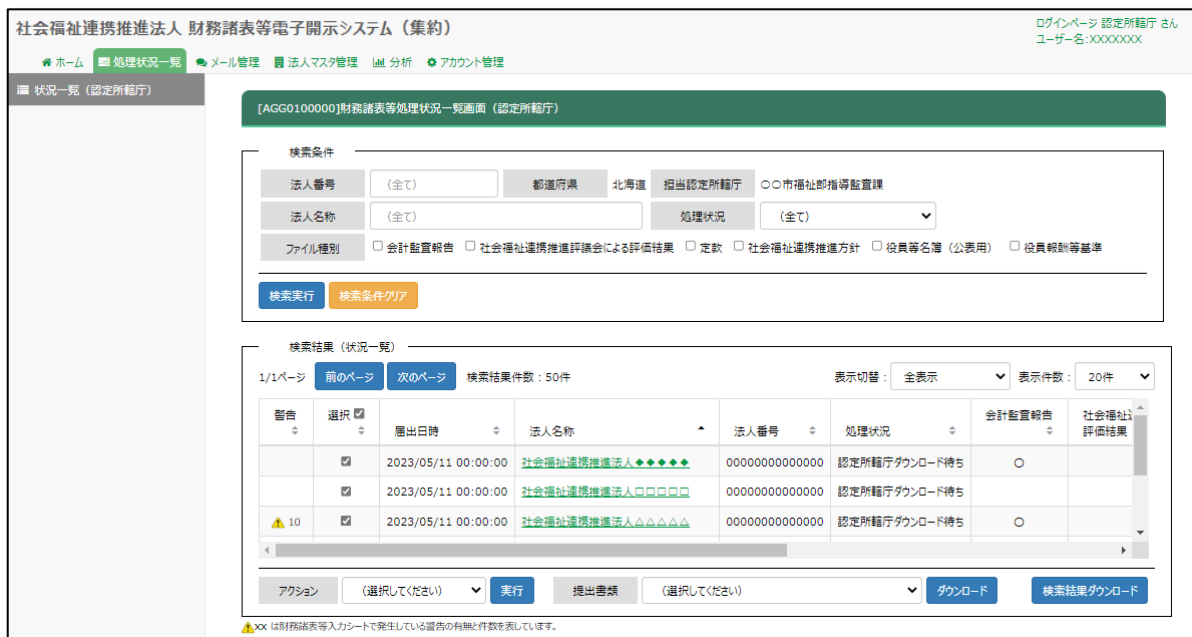 社会福祉連携推進法人 財務諸表等電子開示システム（集約）
ログインページ 認定所轄庁 さん
ユーザー名:XXXXXXX
ホーム 処理状況一覧 メール管理 法人マスタ管理 分析 アカウント管理
状況一覧（認定所轄庁）
[AGG0100000]財務諸表等処理状況一覧画面（認定所轄庁）
検索条件
法人番号 （全て） 都道府県 北海道 担当認定所轄庁 〇〇市福祉部指導監査課
法人名称 （全て） 処理状況 （全て）
ファイル種別 会計監査報告 社会福祉連携推進評議会による評価結果 定款 社会福祉連携推進方針 役員等名簿（公表用） 役員報酬等基準
検索実行 検索条件クリア
検索結果（状況一覧）
1/1ページ 前のページ 次のページ 検索結果件数：50件 表示切替： 全表示 表示件数： 20件
警告 選択 届出日時 法人名称 法人番号 処理状況 会計監査報告 社会福祉
評価結果
2023/05/11 00:00:00 社会福祉連携推進法人◆◆◆◆◆ 00000000000000 認定所轄庁ダウンロード待ち ○
2023/05/11 00:00:00 社会福祉連携推進法人□□□□□ 00000000000000 認定所轄庁ダウンロード待ち
10 2023/05/11 00:00:00 社会福祉連携推進法人△△△△△ 00000000000000 認定所轄庁ダウンロード待ち ○
アクション （選択してください） 実行 提出書類 （選択してください） ダウンロード 検索結果ダウンロード
xx は財務諸表等入力シートで発生している警告の有無と件数を表しています。